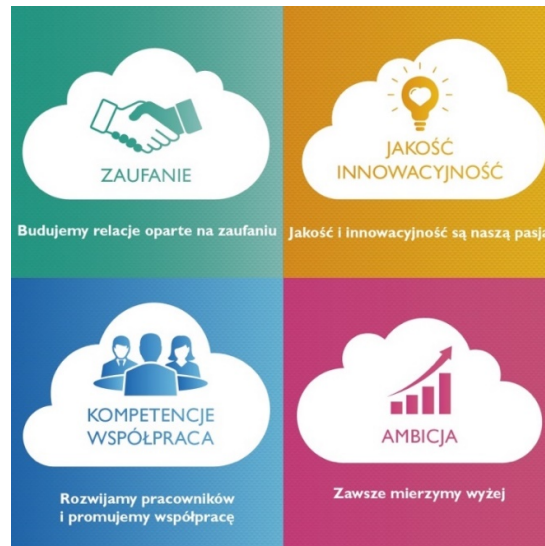 ZAUFANIE
Budujemy relacje oparte na zaufaniu
JAKOŚĆ
INNOWACYJNOŚĆ
Jakość i innowacyjność są naszą pasją
KOMPETENCJE
WSPÓŁPRACA
Rozwijamy pracowników
i promujemy współpracę
AMBICJA
Zawsze mierzymy wyżej